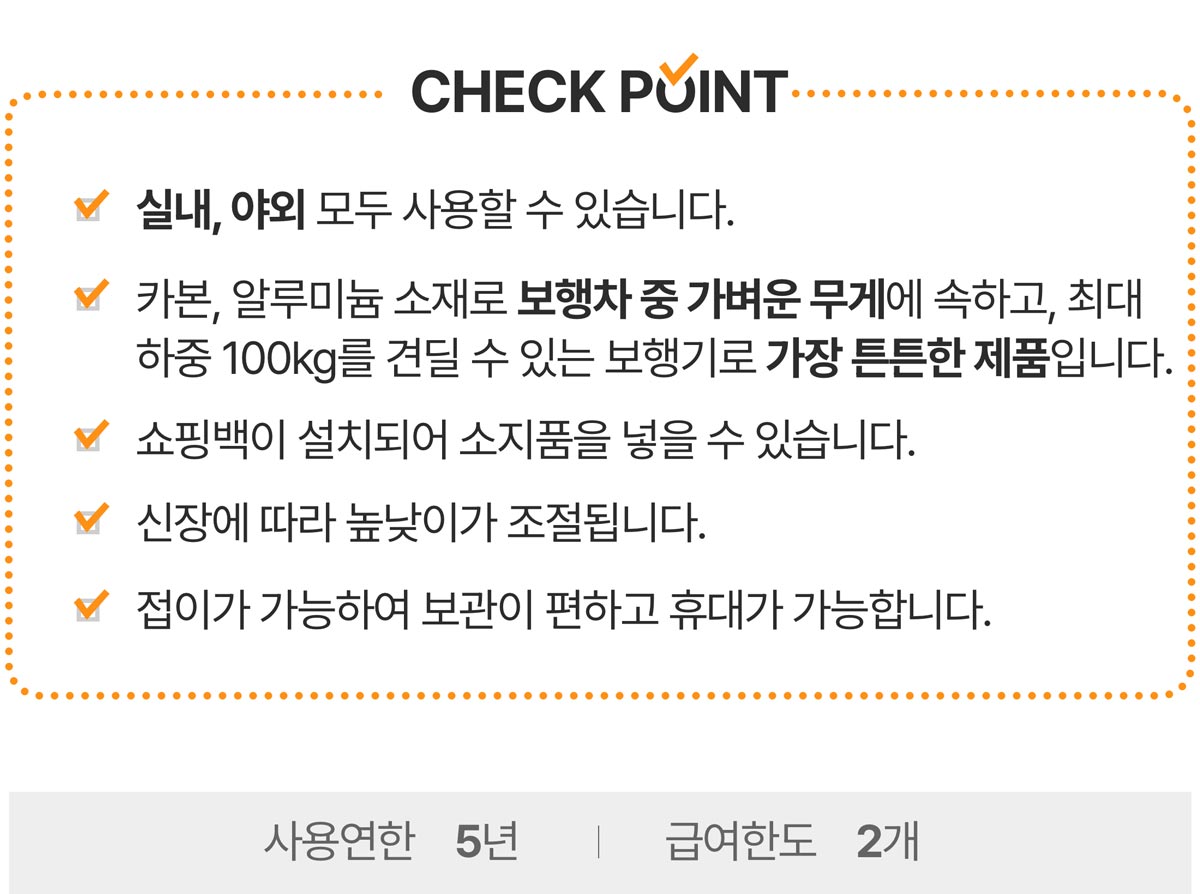 CHECK POINT
실내, 야외 모두 사용할 수 있습니다.
카본, 알루미늄 소재로 보행차 중 가벼운 무게에 속하고, 최대
하중 100kg를 견딜 수 있는 보행기로 가장 튼튼한 제품입니다.
쇼핑백이 설치되어 소지품을 넣을 수 있습니다.
신장에 따라 높낮이가 조절됩니다.
접이가 가능하여 보관이 편하고 휴대가 가능합니다.
사용연한 5년 | 급여한도 2개